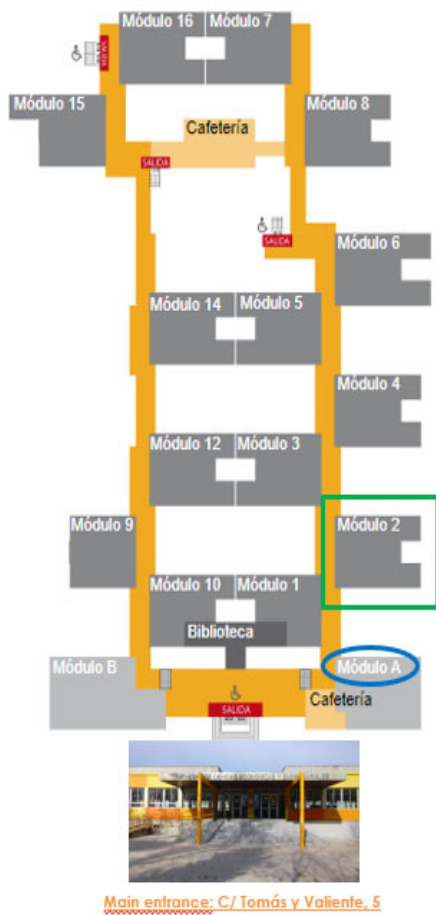 Módulo 16 Módulo 7
SALIDA
Módulo 15
Cafetería
Módulo 8
SALIDA
SALIDA
Módulo 6
Módulo 14 Módulo 5
Módulo 4
Módulo 12 Módulo 3
Módulo 9
Módulo 2
Módulo 10 Módulo 1
Biblioteca
Módulo B
Módulo A
Cafetería
SALIDA
Main entrance: C/ Tomás y Valiente, 5